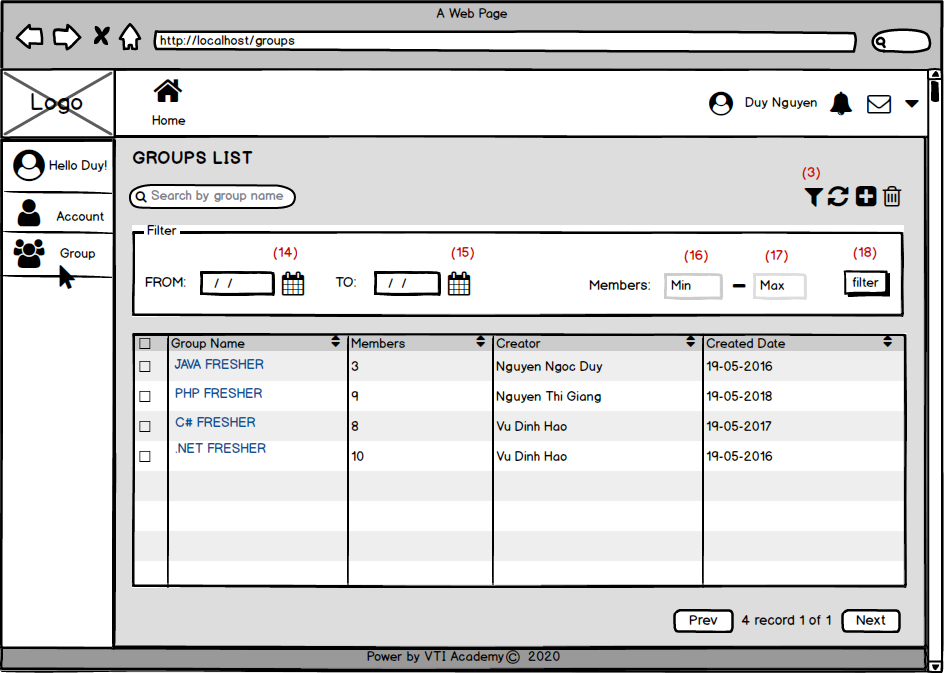 A Web Page
http://localhost/groups
Logo
Home
Duy Nguyen
Hello Duy!
Account
Group
GROUPS LIST
Search by group name
(3)
Filter
(14) (15) (16) (17) (18)
FROM: / / TO: / / Members: Min – Max filter
Group Name Members Creator Created Date
JAVA FRESHER 3 Nguyen Ngoc Duy 19-05-2016
PHP FRESHER 9 Nguyen Thi Giang 19-05-2018
C# FRESHER 8 Vu Dinh Hao 19-05-2017
.NET FRESHER 10 Vu Dinh Hao 19-05-2016
Prev 4 record 1 of 1 Next
Power by VTI Academy© 2020